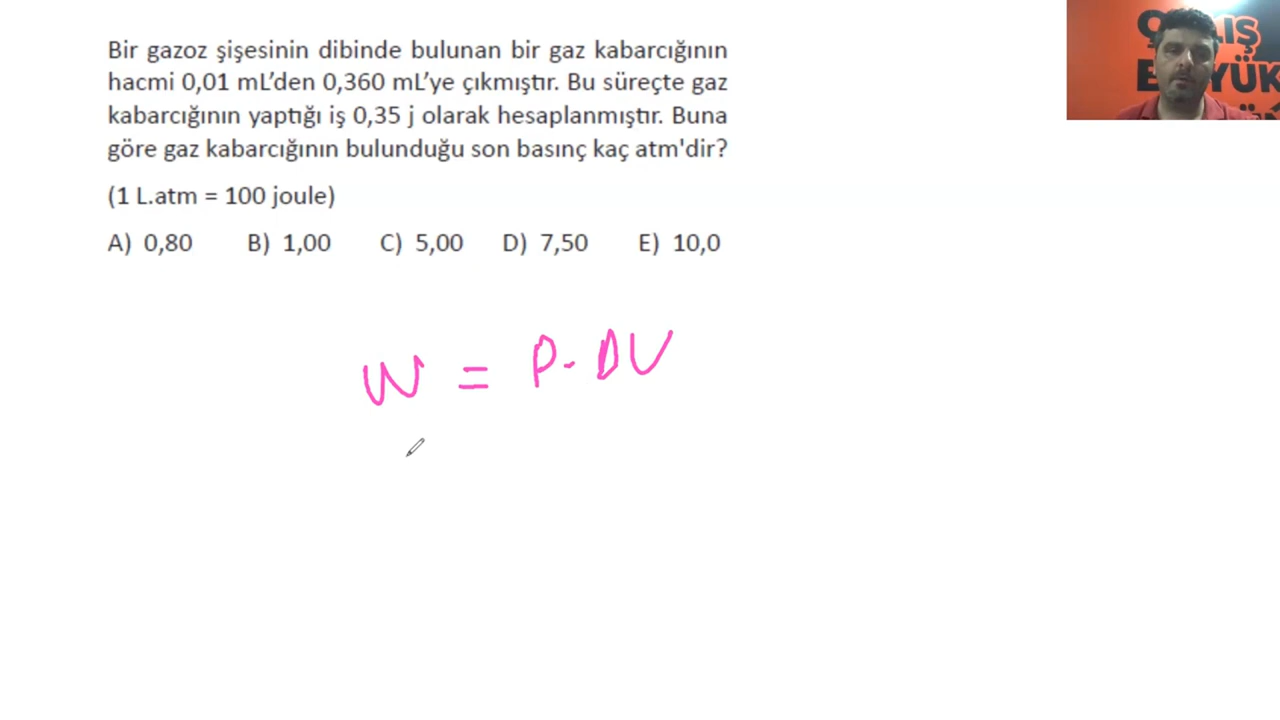 Bir gazoz şişesinin dibinde bulunan bir gaz kabarcığının
hacmi 0,01 mL’den 0,360 mL’ye çıkmıştır. Bu süreçte gaz
kabarcığının yaptığı iş 0,35 j olarak hesaplanmıştır. Buna
göre gaz kabarcığının bulunduğu son basınç kaç atm'dir?
(1 L.atm = 100 joule)
A) 0,80 B) 1,00 C) 5,00 D) 7,50 E) 10,0
W = P. ΔV